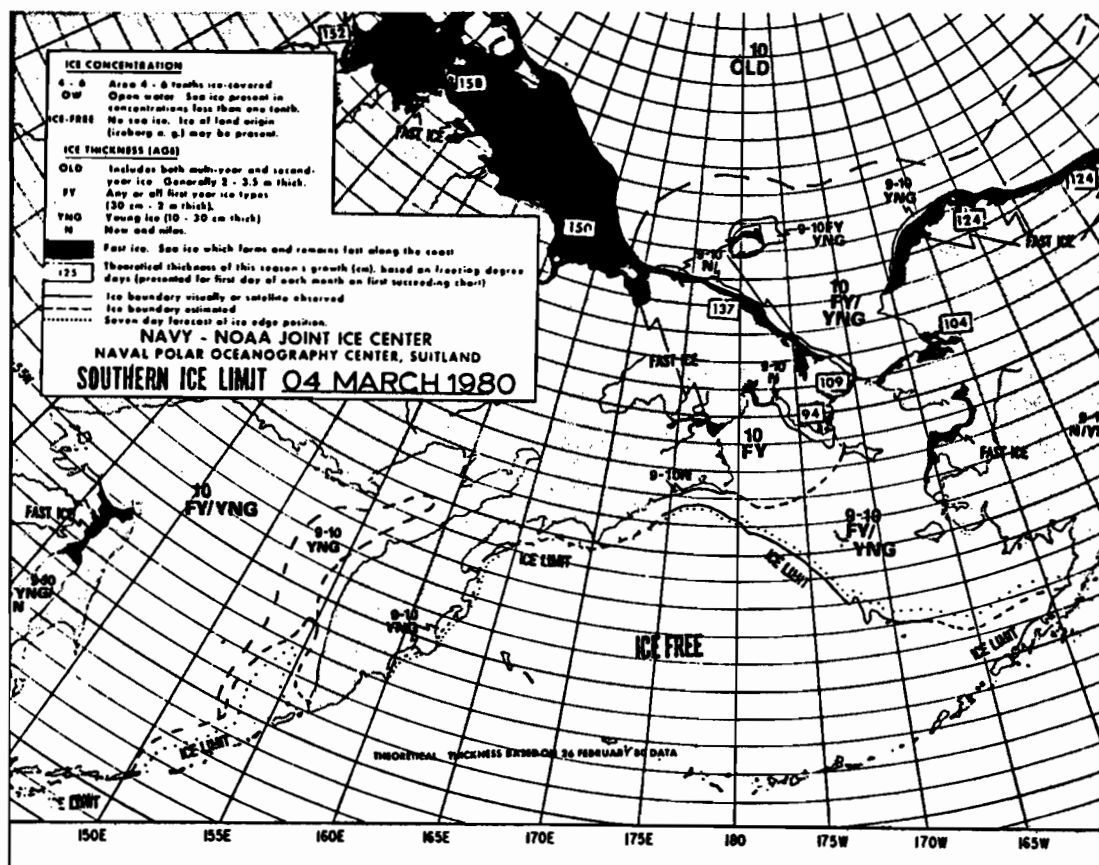 152
ICE CONCENTRATION
4 - 6 Area 4 - 6 tenths ice-covered
OW Open water Sea ice present in
concentrations less than one tenth.
ICE-FREE No sea ice. Ice of land origin
(iceberg a. g.) may be present.
ICE THICKNESS (AGE)
OLD Includes both multi-year and second-
year ice Generally 2 - 3.5 m thick.
FY Any or all first year ice types
(30 cm - 2 m thick).
YNG Young ice (10 - 30 cm thick)
N New and nilas.
Fast ice. Sea ice which forms and remains fast along the coast
125 Theoretical thickness of this season s growth (cm), based on freezing degree
days (presented for first day of each month on first succeeding chart)
Ice boundary visually or satellite observed
Ice boundary estimated
Seven day forecast of ice edge position.
NAVY - NOAA JOINT ICE CENTER
NAVAL POLAR OCEANOGRAPHY CENTER, SUITLAND
SOUTHERN ICE LIMIT 04 MARCH 1980
158
FAST ICE
10
OLD
124
9-10
YNG
124
FAST ICE
150
9-10FY
YNG
9-10
NL
10
FY/
YNG
137
104
FAST ICE
9-10
N
109
94
10
FY
FAST ICE
55N
10
FY/YNG
FAST ICE
9-10N
9-10
YNG
9-10
FY/
YNG
ICE LIMIT
ICE LIMIT
9-10
YNG/
N
9-10
YNG
ICE FREE
ICE LIMIT
ICE LIMIT
THEORETICAL THICKNESS BASED ON 26 FEBRUARY 80 DATA
LIMIT
150E 155E 160E 165E 170E 175E 180 175W 170W 165W